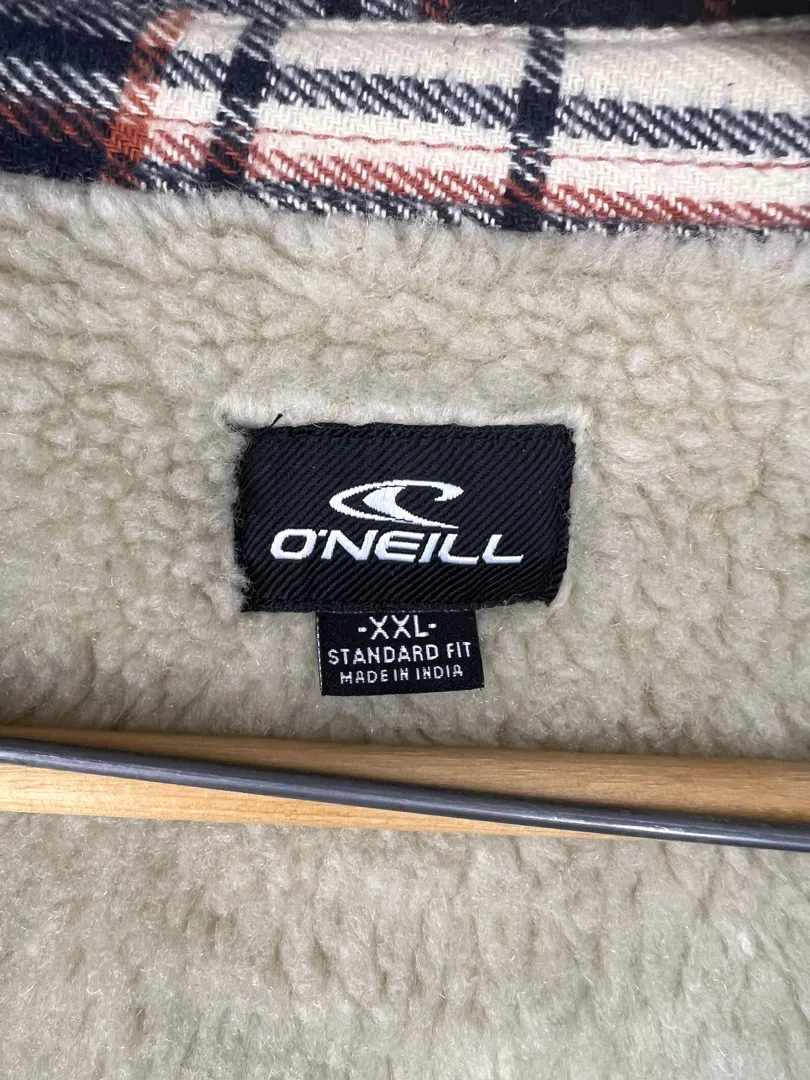 O'NEILL
-XXL-
STANDARD FIT
MADE IN INDIA